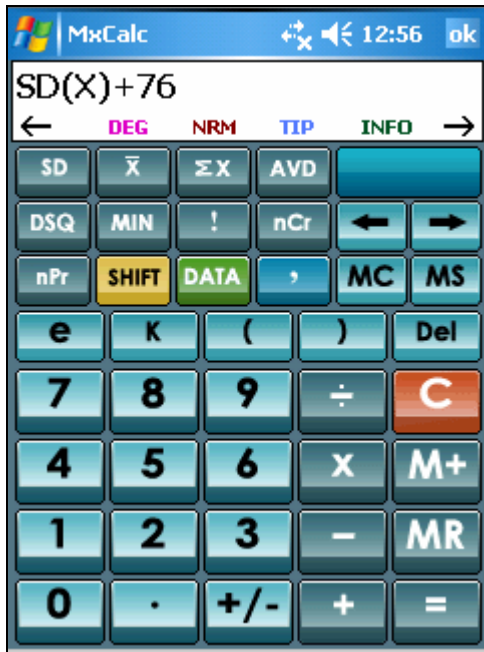 MxCalc 12:56 ok
SD(X)+76
← DEG NRM TIP INFO →
SD X̅ ΣX AVD
DSQ MIN ! nCr
nPr SHIFT DATA , MC MS
e K ( ) Del
7 8 9 ÷ C
4 5 6 X M+
1 2 3 − MR
0 . +/- + =